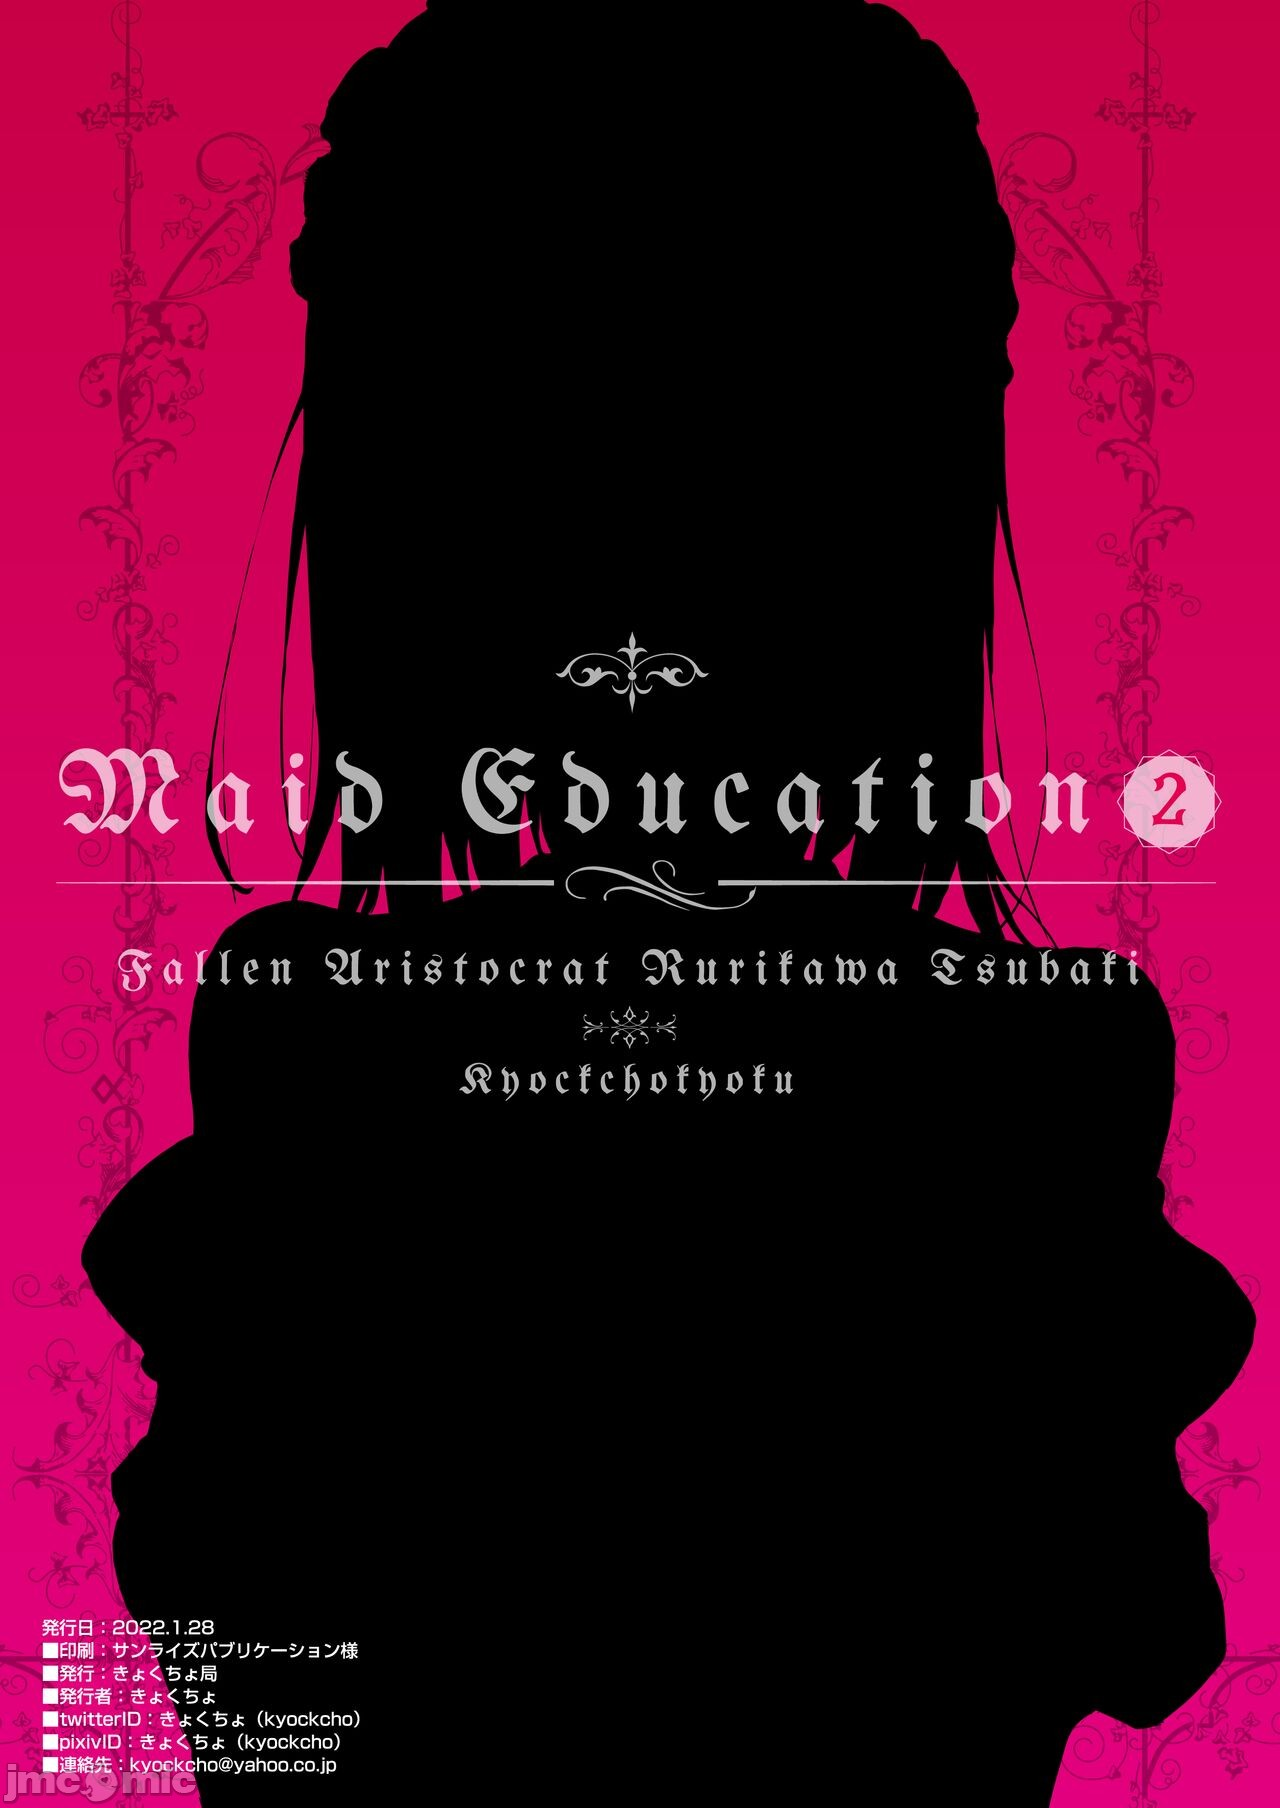 Maid Education 2
Fallen Aristocrat Rurikawa Tsubaki
Kyockchokyoku
発行日：2022.1.28
■印刷：サンライズパブリケーション様
■発行：きょくちょ局
■発行者：きょくちょ
■twitterID：きょくちょ（kyockcho）
■pixivID：きょくちょ（kyockcho）
■連絡先：kyockcho@yahoo.co.jp
jmcomic